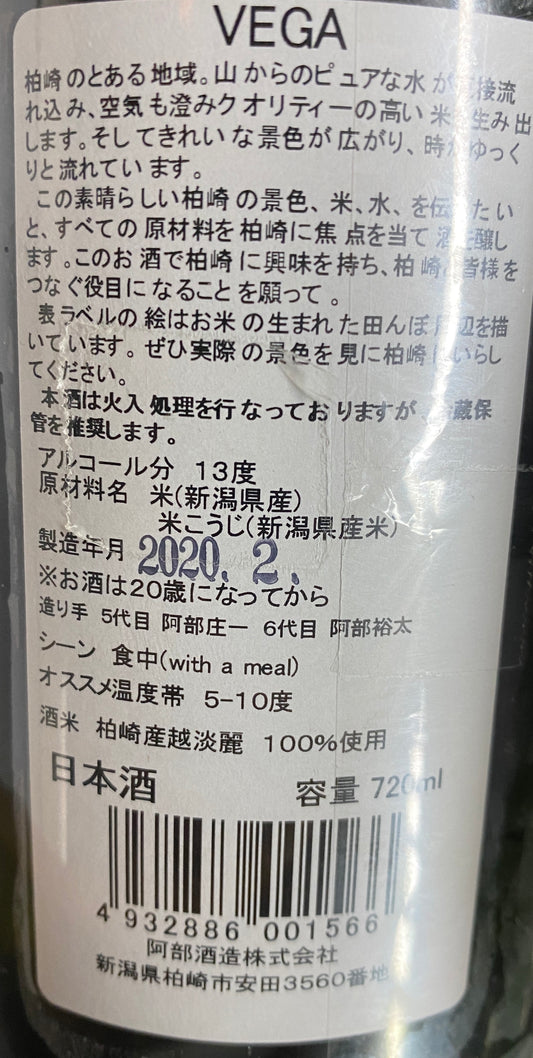 VEGA
柏崎のとある地域。山からのピュアな水が 接流
れ込み、空気も澄みクオリティーの高い米 生み出
します。そしてきれいな景色が広がり、時が ゆっく
りと流れています。
この素晴らしい柏崎の景色、米、水、を伝 たい
と、すべての原材料を柏崎に焦点を当て 酒を醸し
ます。このお酒で柏崎に興味を持ち、柏崎と皆様を
つなぐ役目になることを願って。
表ラベルの絵はお米の生まれた田んぼ周辺を描
いています。ぜひ実際の景色を見に柏崎にいらし
てください。
本酒は火入処理を行なっておりますが、冷蔵保
管を推奨します。
アルコール分 13度
原材料名 米(新潟県産)
米こうじ(新潟県産米)
製造年月 2020. 2.
※お酒は20歳になってから
造り手 5代目 阿部庄一 6代目 阿部裕太
シーン 食中(with a meal)
オススメ温度帯 5-10度
酒米 柏崎産越淡麗 100%使用
日本酒 容量 720ml
4 932886 001566
阿部酒造株式会社
新潟県柏崎市安田3560番地